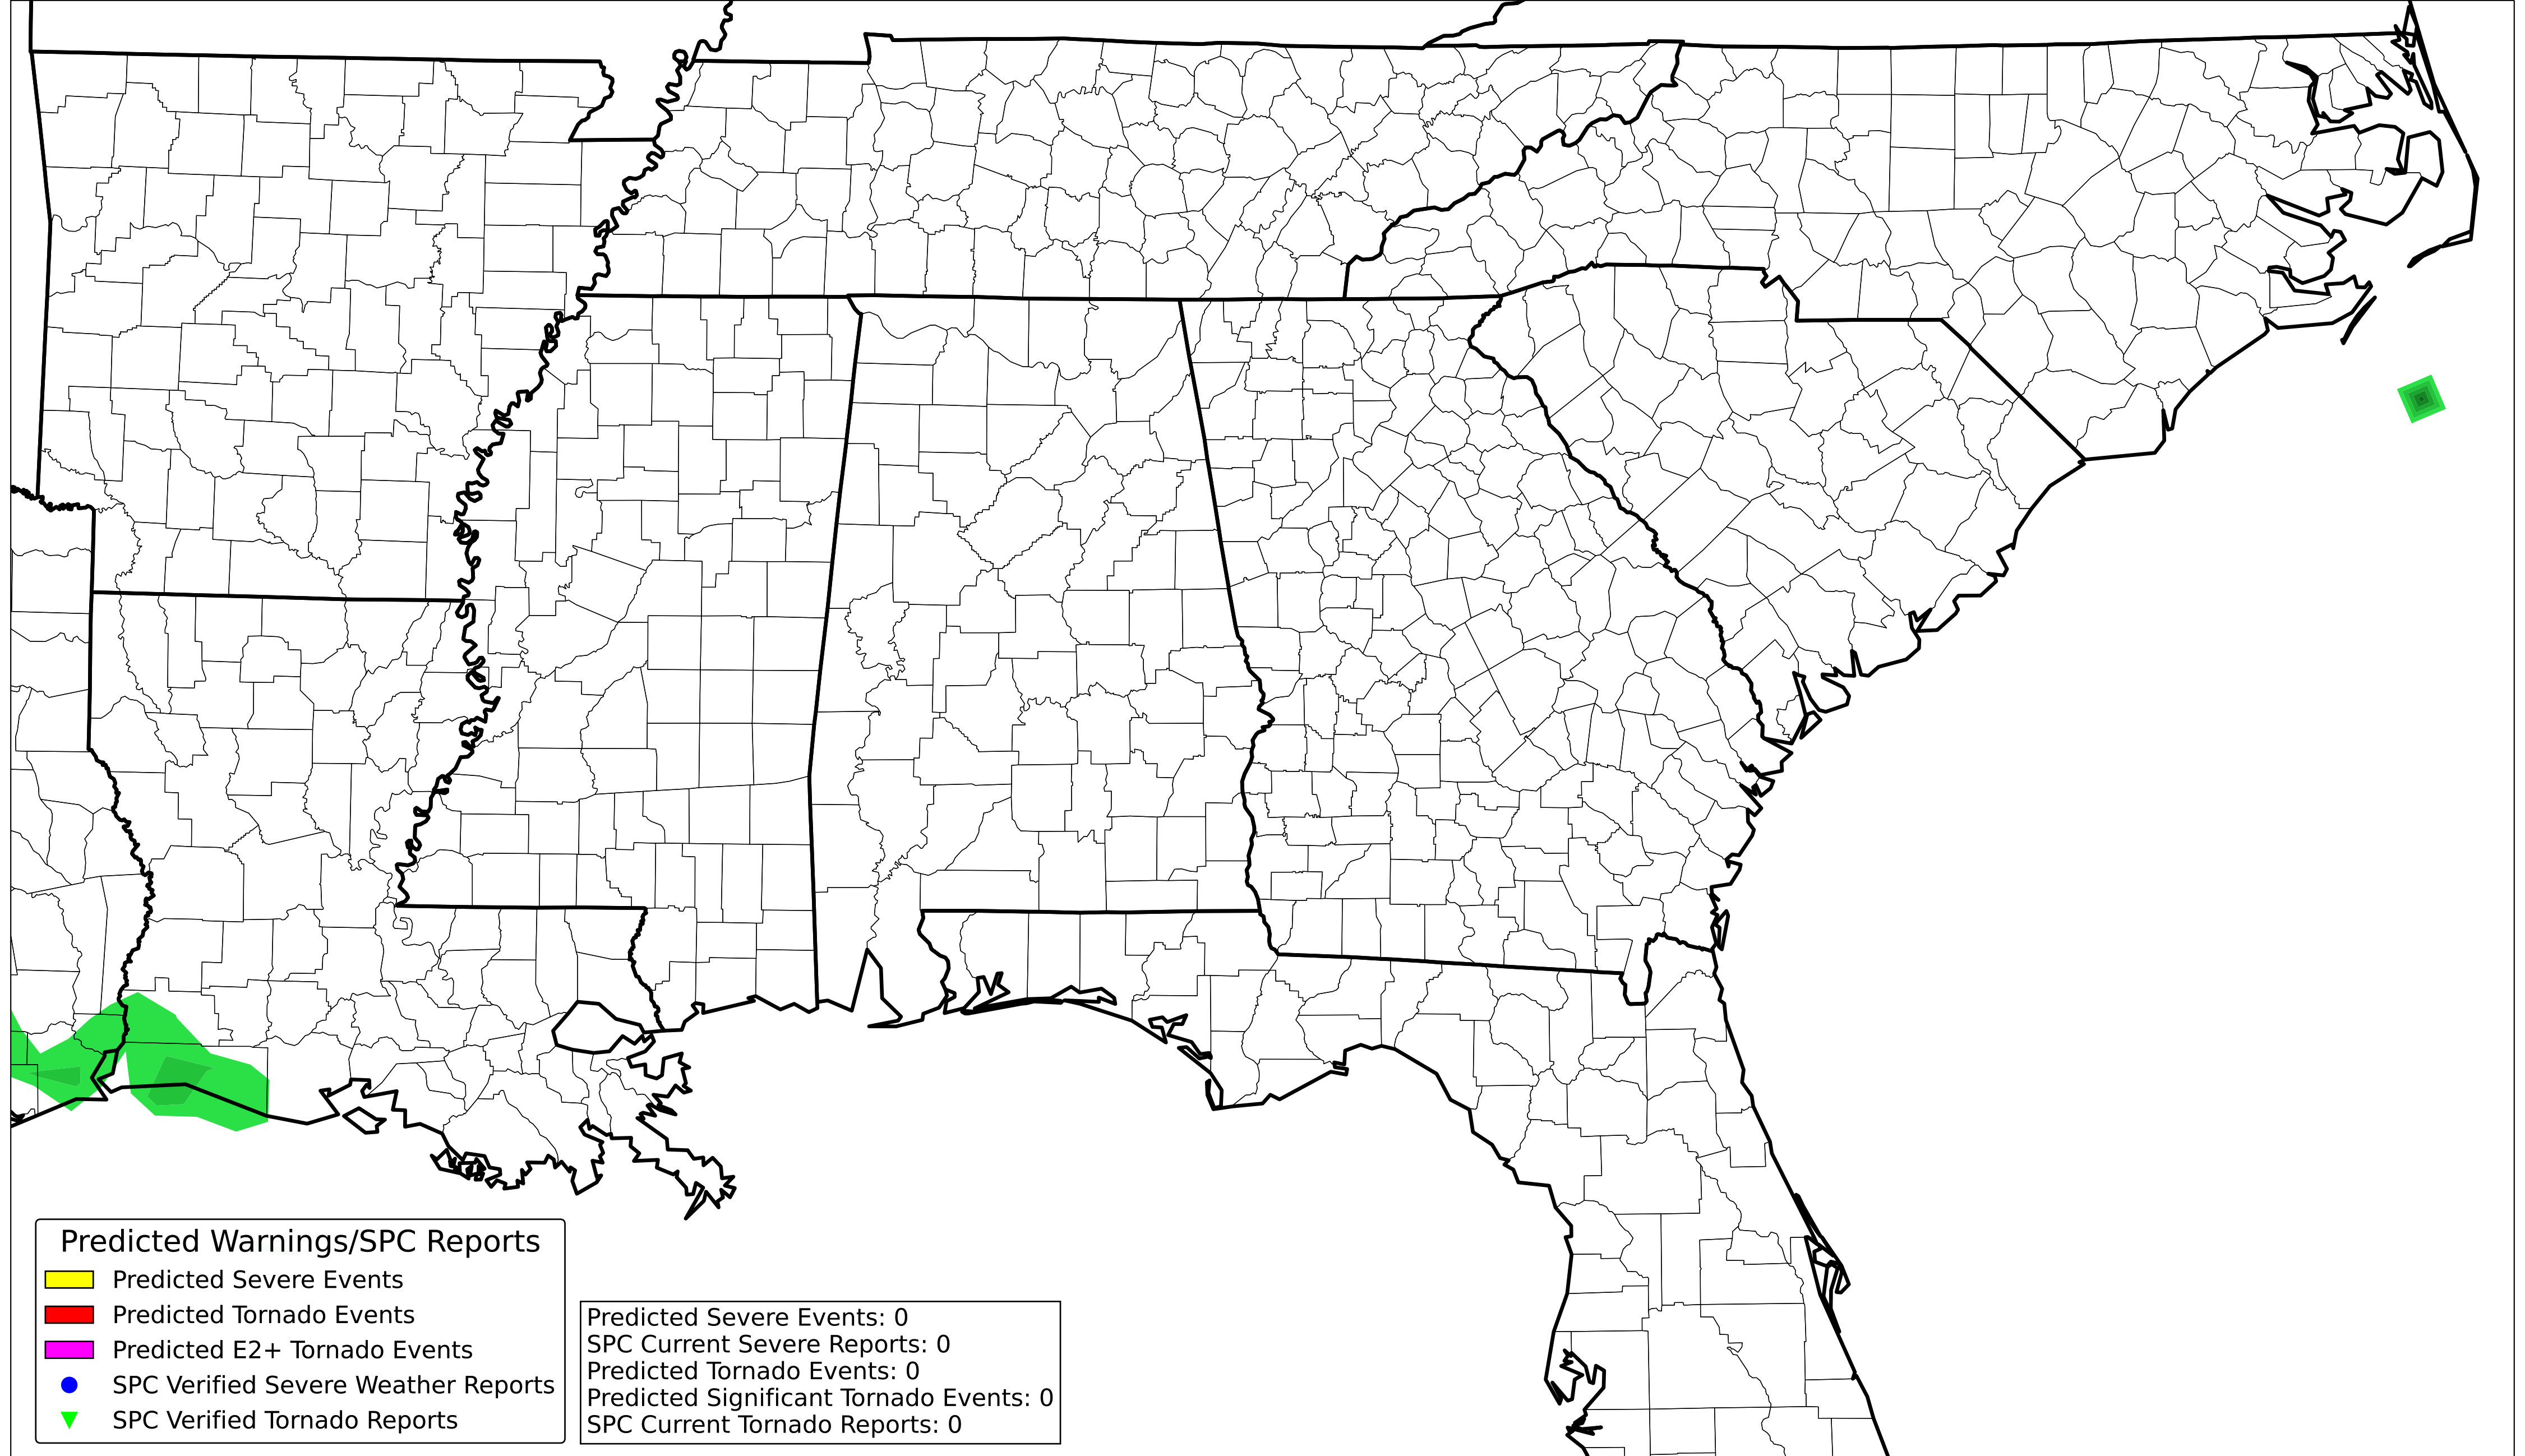 Predicted Warnings/SPC Reports
Predicted Severe Events
Predicted Tornado Events
Predicted E2+ Tornado Events
SPC Verified Severe Weather Reports
SPC Verified Tornado Reports
Predicted Severe Events: 0
SPC Current Severe Reports: 0
Predicted Tornado Events: 0
Predicted Significant Tornado Events: 0
SPC Current Tornado Reports: 0